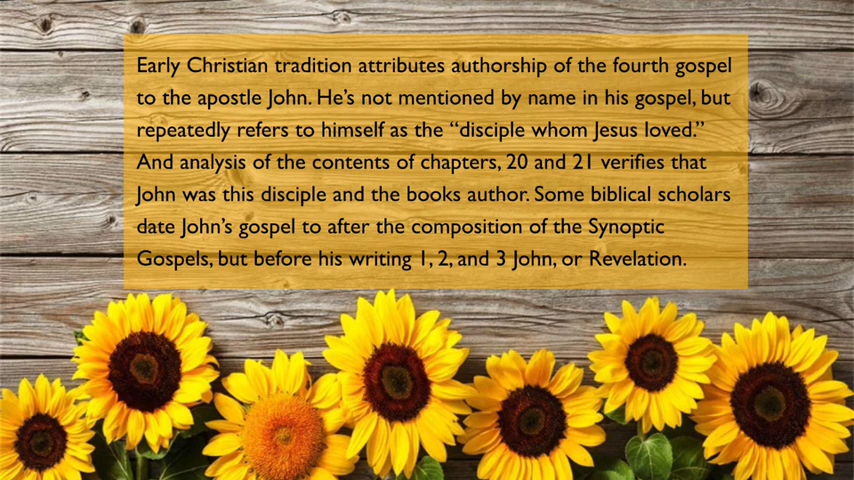 Early Christian tradition attributes authorship of the fourth gospel
to the apostle John. He’s not mentioned by name in his gospel, but
repeatedly refers to himself as the “disciple whom Jesus loved.”
And analysis of the contents of chapters, 20 and 21 verifies that
John was this disciple and the books author. Some biblical scholars
date John’s gospel to after the composition of the Synoptic
Gospels, but before his writing 1, 2, and 3 John, or Revelation.